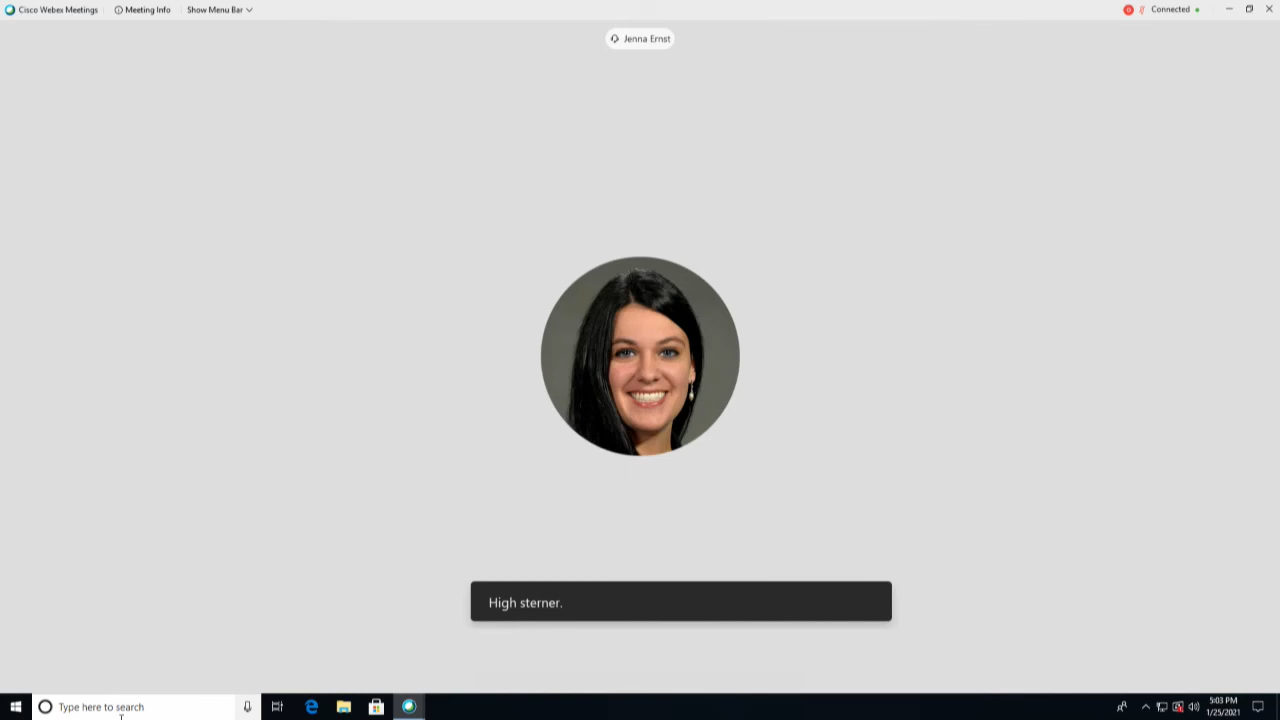 Cisco Webex Meetings Meeting Info Show Menu Bar Connected
Jenna Ernst
High sterner.
Type here to search
5:03 PM
1/25/2021